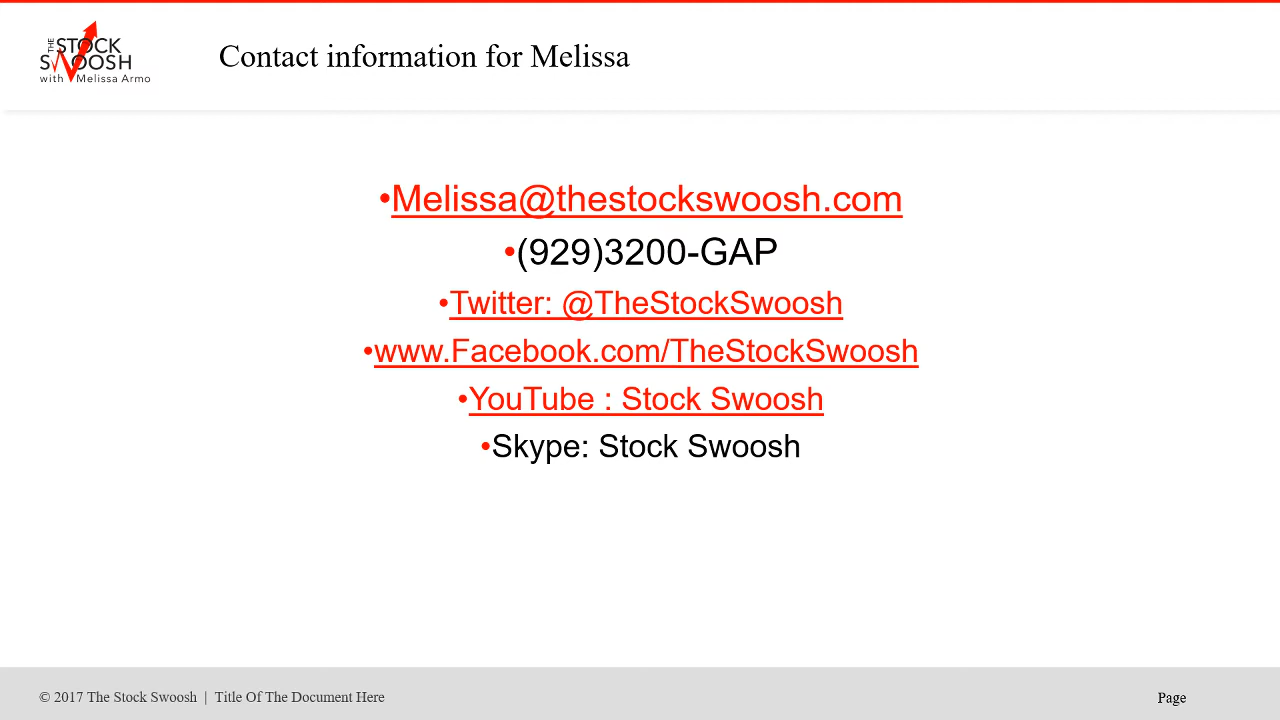 THE STOCK
SWOOSH
with Melissa Armo
Contact information for Melissa
•Melissa@thestockswoosh.com
•(929)3200-GAP
•Twitter: @TheStockSwoosh
•www.Facebook.com/TheStockSwoosh
•YouTube : Stock Swoosh
•Skype: Stock Swoosh
© 2017 The Stock Swoosh | Title Of The Document Here
Page